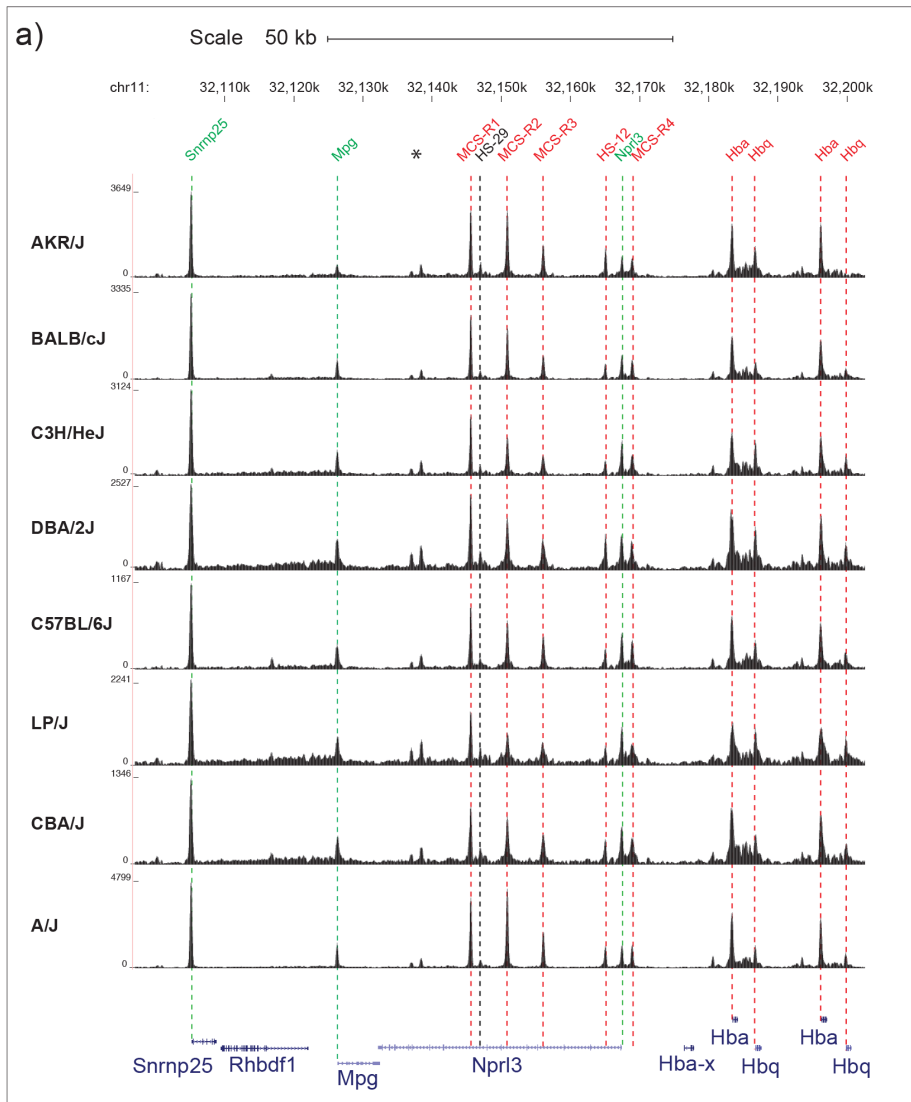 a)
Scale 50 kb
chr11: 32,110k 32,120k 32,130k 32,140k 32,150k 32,160k 32,170k 32,180k 32,190k 32,200k
Snrnp25 Mpg * MCS-R1 HS-29 MCS-R2 MCS-R3 HS-12 Nprl3 MCS-R4 Hba Hbq Hba Hbq
3649
AKR/J
0
3335
BALB/cJ
0
3124
C3H/HeJ
0
2527
DBA/2J
0
1167
C57BL/6J
0
2241
LP/J
0
1346
CBA/J
0
4799
A/J
0
Hba Hba
Snrnp25 Rhbdf1 Nprl3 Hba-x Hbq Hbq
Mpg